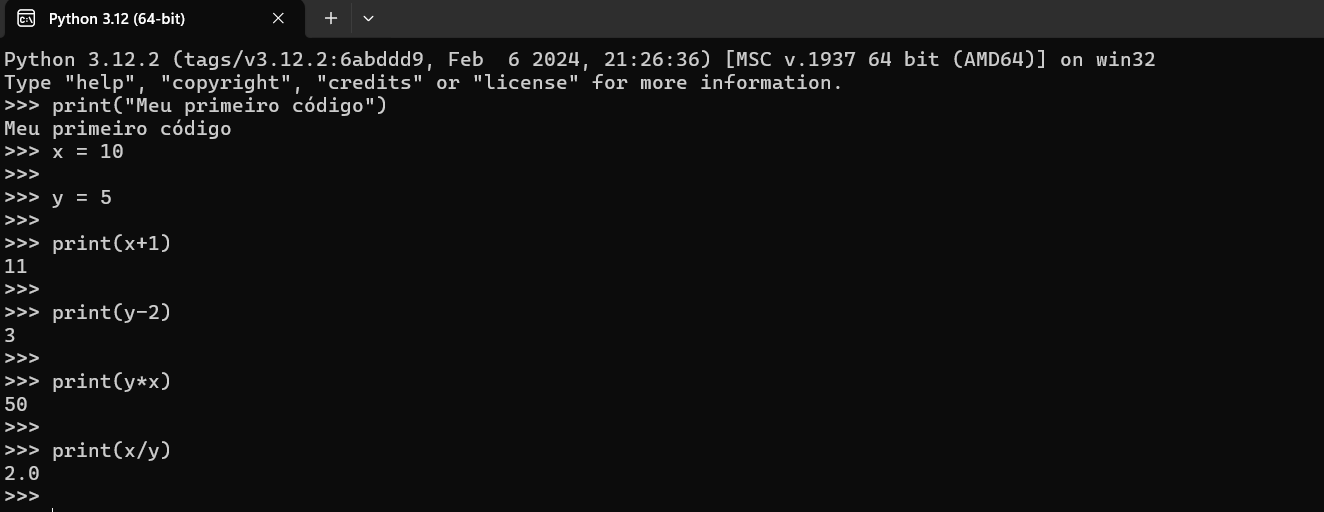 Python 3.12 (64-bit)
Python 3.12.2 (tags/v3.12.2:6abddd9, Feb  6 2024, 21:26:36) [MSC v.1937 64 bit (AMD64)] on win32
Type "help", "copyright", "credits" or "license" for more information.
>>> print("Meu primeiro código")
Meu primeiro código
>>> x = 10
>>>
>>> y = 5
>>>
>>> print(x+1)
11
>>>
>>> print(y-2)
3
>>>
>>> print(y*x)
50
>>>
>>> print(x/y)
2.0
>>>